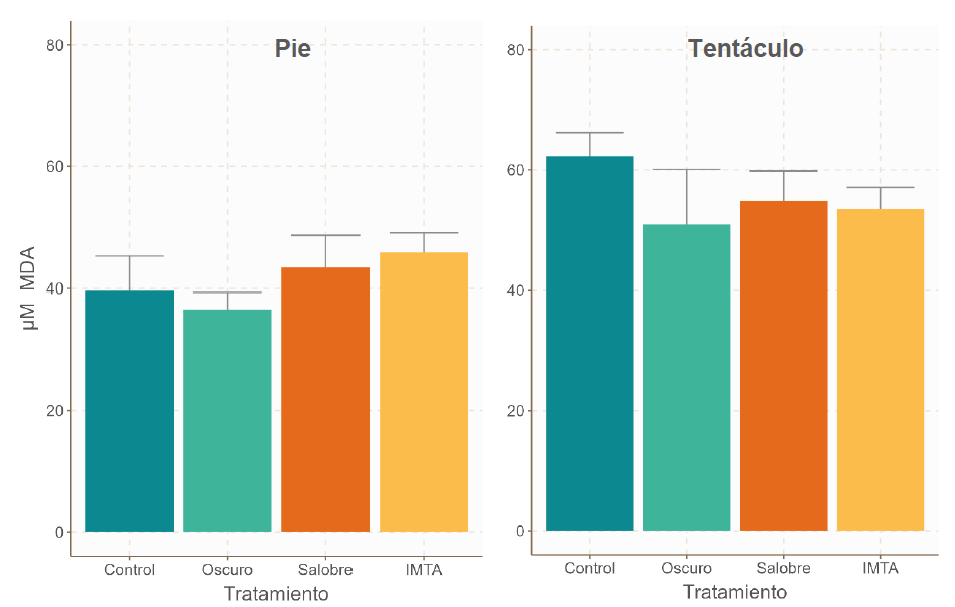 Pie
80
60
40
20
0
µM MDA
Control Oscuro Salobre IMTA
Tratamiento
Tentáculo
80
60
40
20
0
Control Oscuro Salobre IMTA
Tratamiento